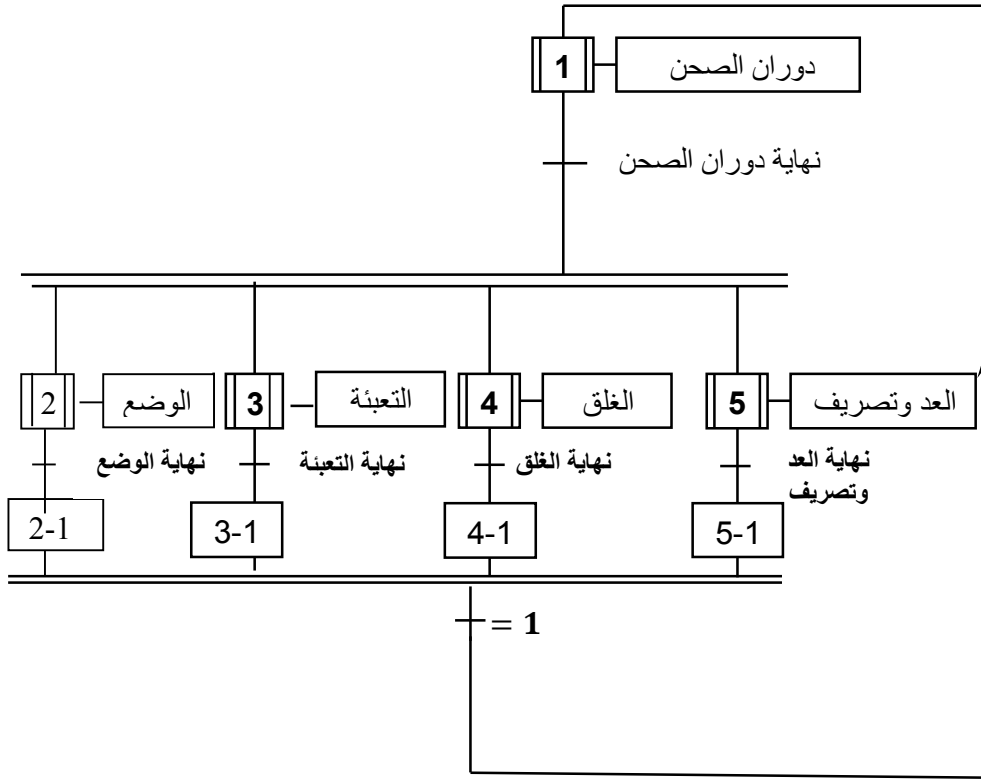 1
دوران الصحن
نهاية دوران الصحن
2
الوضع
3
التعبئة
4
الغلق
5
العد وتصريف
نهاية الوضع
نهاية التعبئة
نهاية الغلق
نهاية العد
وتصريف
2-1
3-1
4-1
5-1
= 1